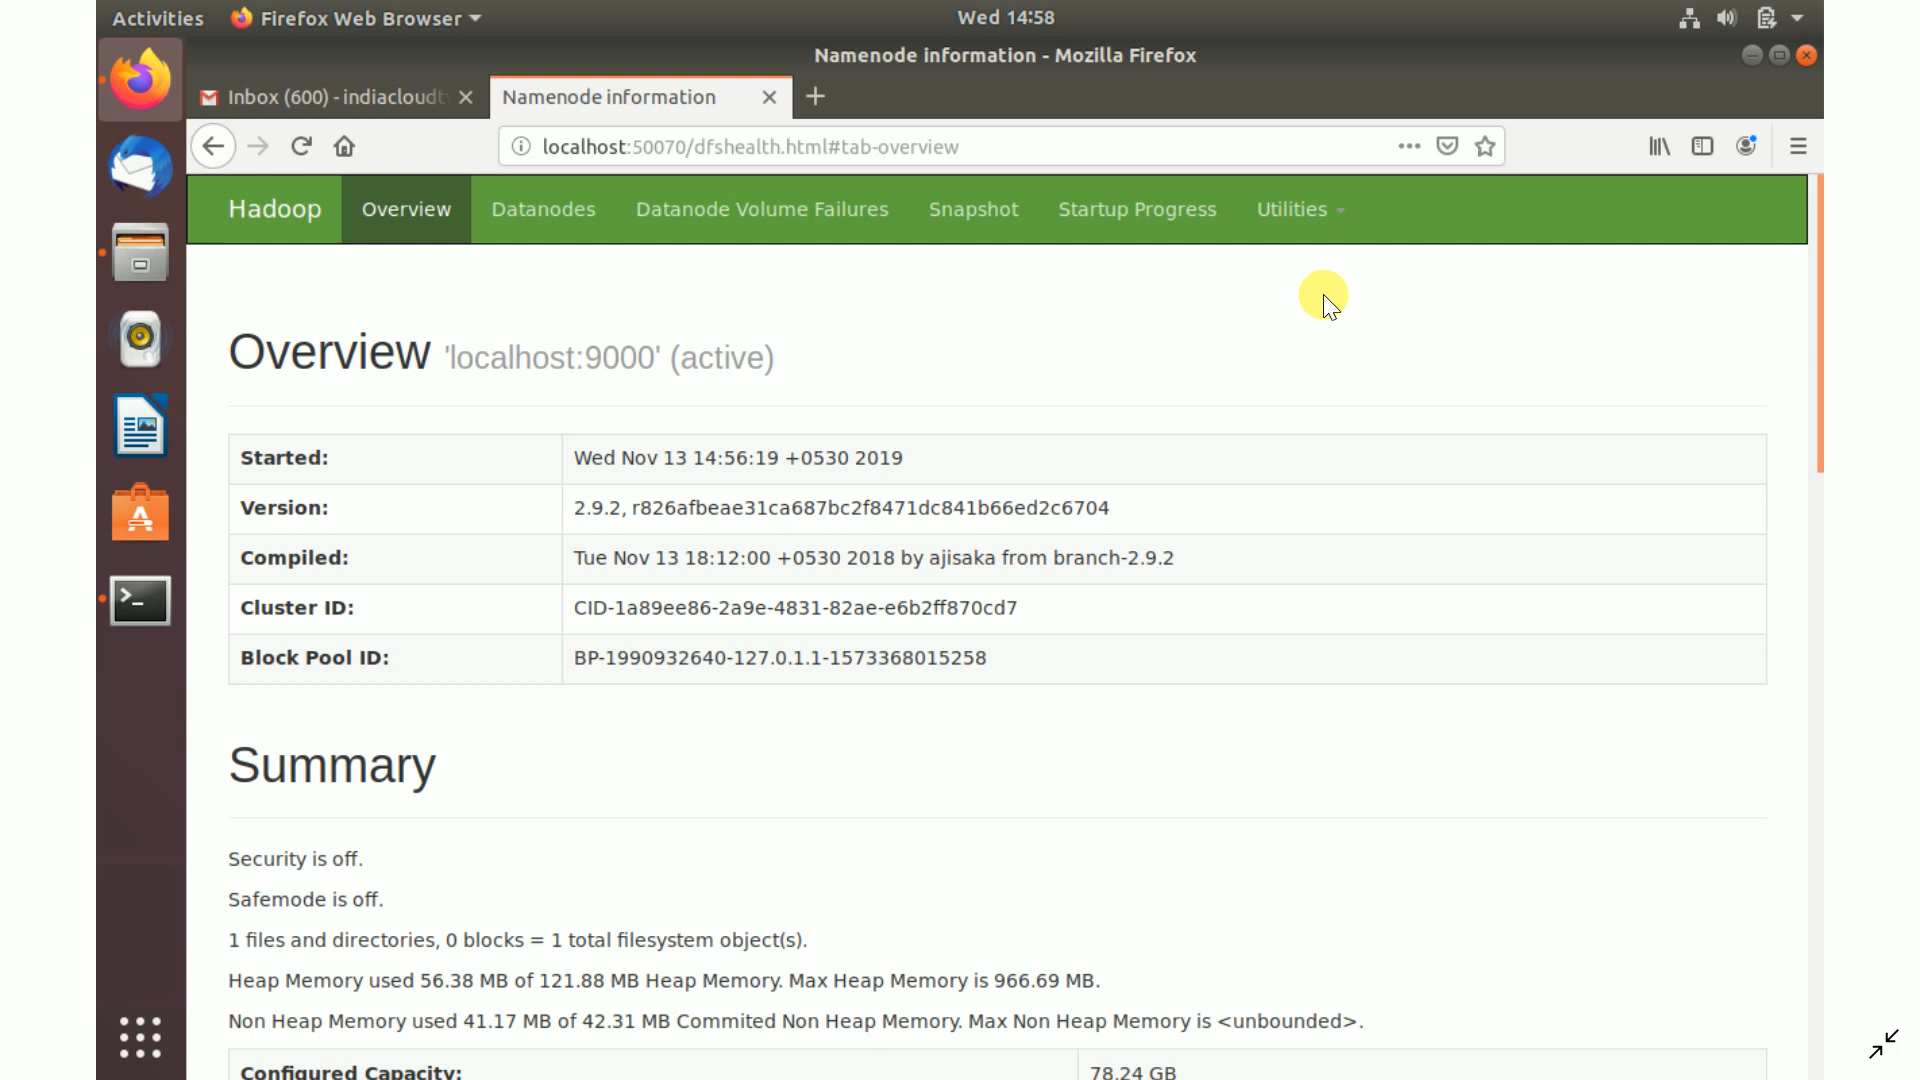 Activities Firefox Web Browser Wed 14:58
Namenode information - Mozilla Firefox
Inbox (600) - indiacloudt Namenode information
localhost:50070/dfshealth.html#tab-overview
Hadoop Overview Datanodes Datanode Volume Failures Snapshot Startup Progress Utilities
Overview 'localhost:9000' (active)
Started: Wed Nov 13 14:56:19 +0530 2019
Version: 2.9.2, r826afbeae31ca687bc2f8471dc841b66ed2c6704
Compiled: Tue Nov 13 18:12:00 +0530 2018 by ajisaka from branch-2.9.2
Cluster ID: CID-1a89ee86-2a9e-4831-82ae-e6b2ff870cd7
Block Pool ID: BP-1990932640-127.0.1.1-1573368015258
Summary
Security is off.
Safemode is off.
1 files and directories, 0 blocks = 1 total filesystem object(s).
Heap Memory used 56.38 MB of 121.88 MB Heap Memory. Max Heap Memory is 966.69 MB.
Non Heap Memory used 41.17 MB of 42.31 MB Commited Non Heap Memory. Max Non Heap Memory is <unbounded>.
Configured Capacity: 78.24 GB